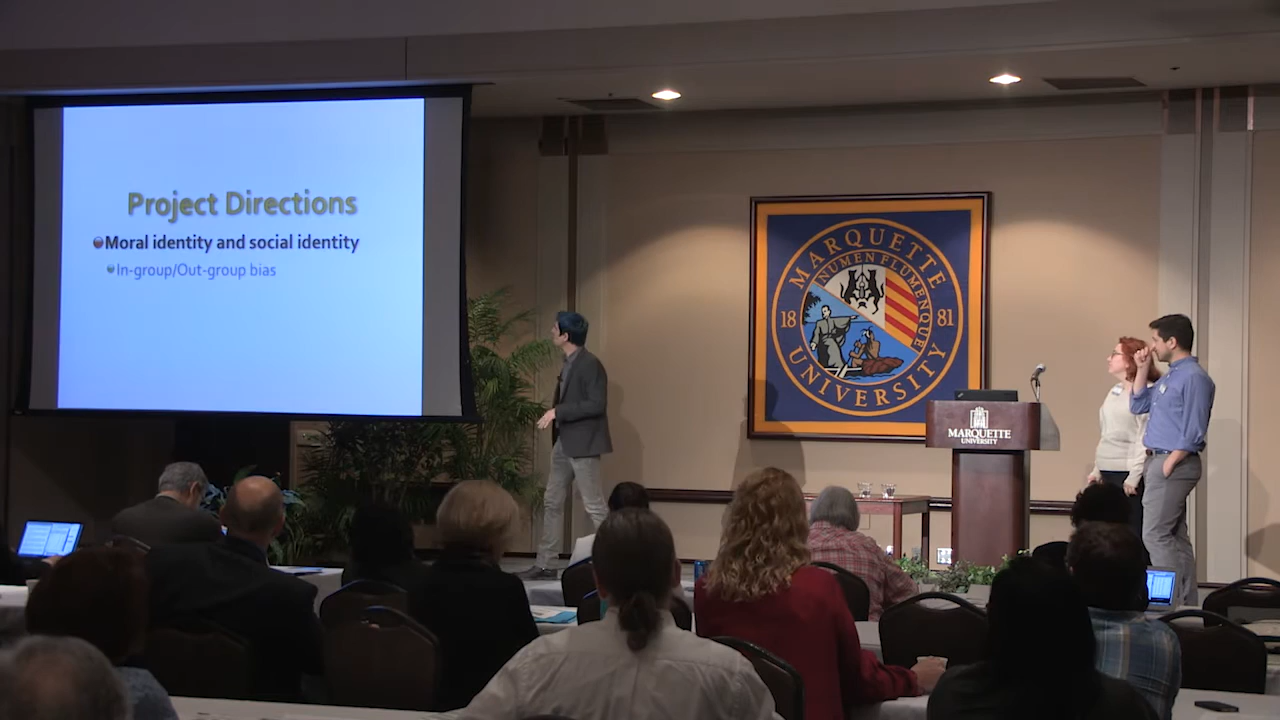 Project Directions
Moral identity and social identity
In-group/Out-group bias
MARQUETTE
NUMEN FLUMENQUE
18 81
UNIVERSITY
MARQUETTE
UNIVERSITY